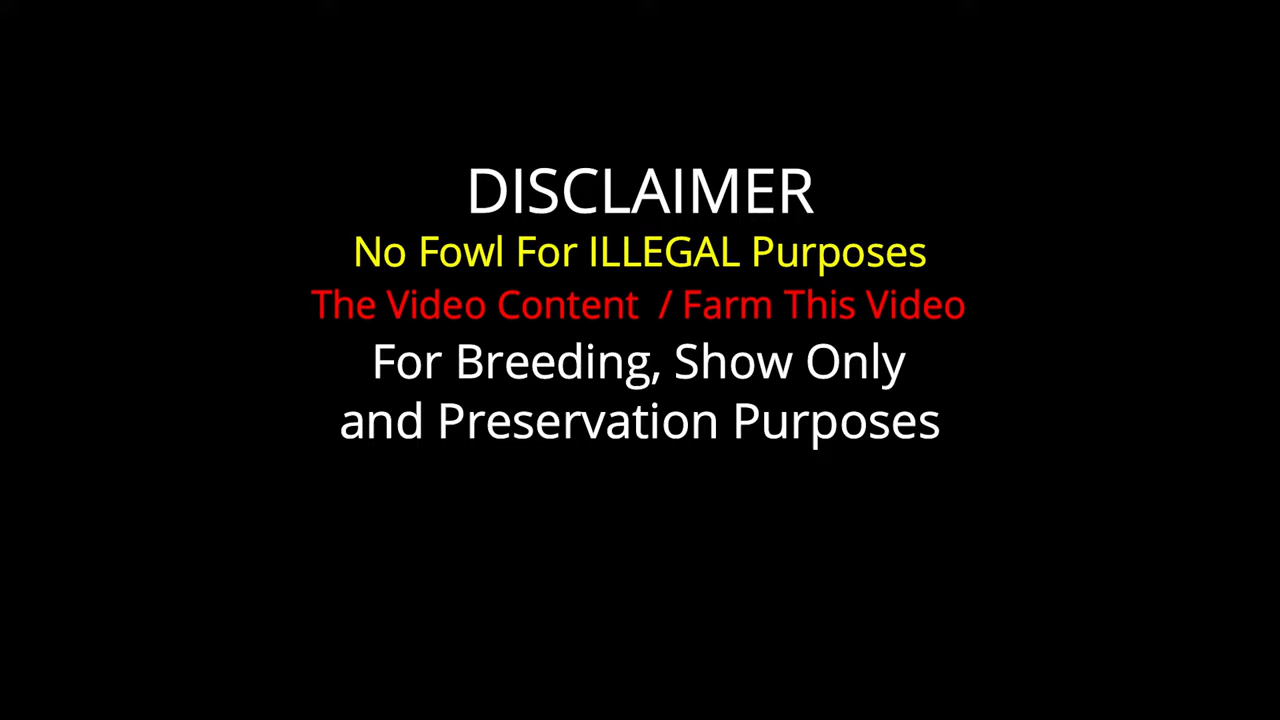 DISCLAIMER
No Fowl For ILLEGAL Purposes
The Video Content / Farm This Video
For Breeding, Show Only
and Preservation Purposes